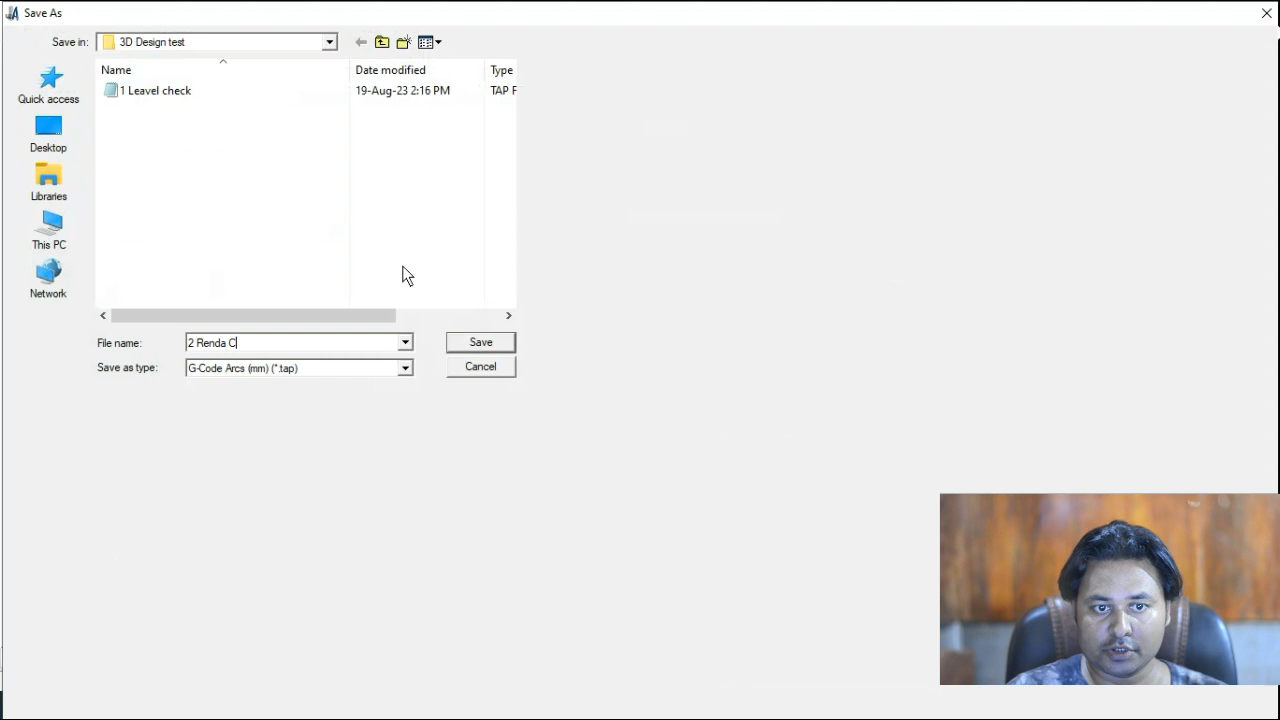 Save As
Save in: 3D Design test
Name Date modified Type
1 Leavel check 19-Aug-23 2:16 PM TAP F
Quick access
Desktop
Libraries
This PC
Network
File name: 2 Renda C Save
Save as type: G-Code Arcs (mm) (*.tap) Cancel